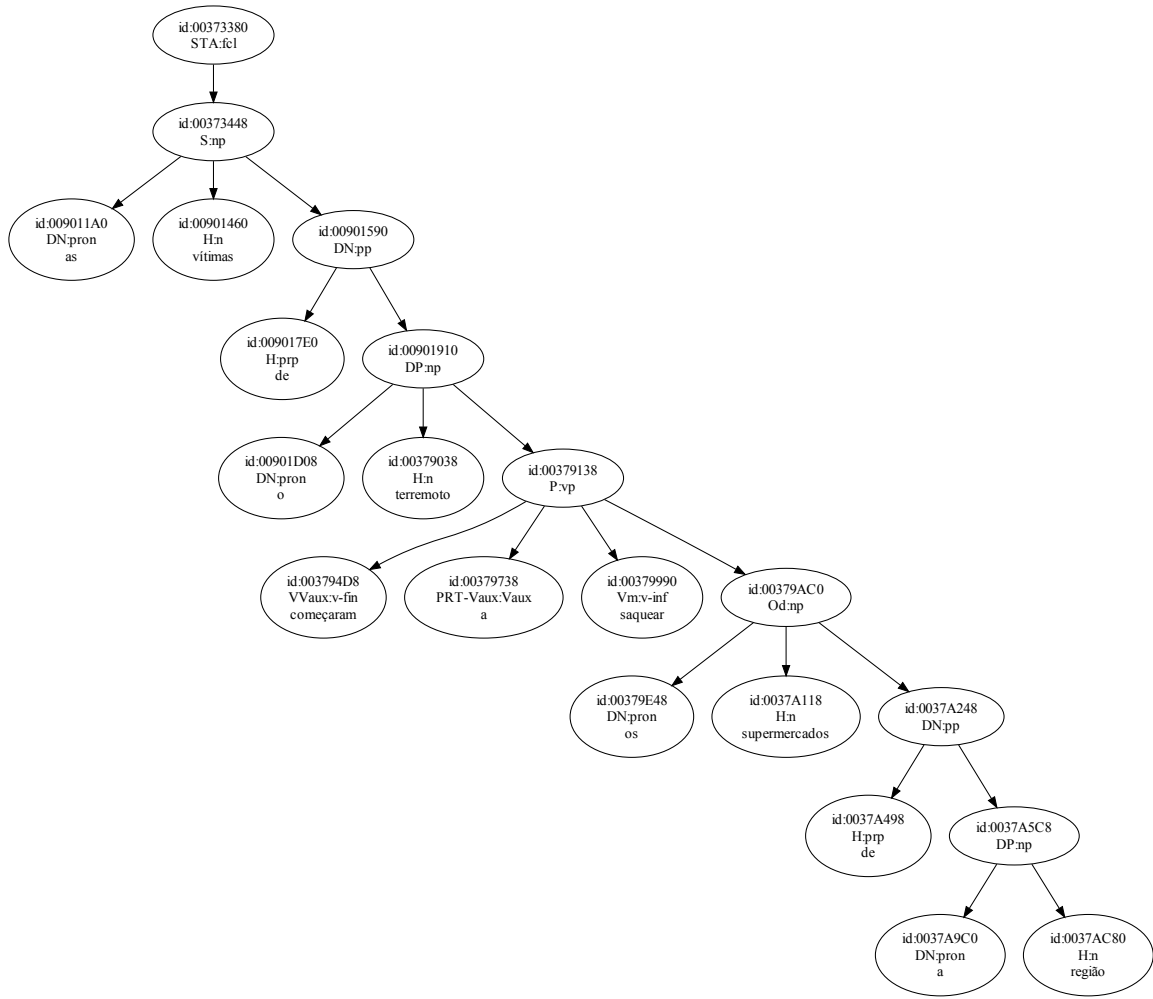 id:00373380
STA:fcl
id:00373448
S:np
id:009011A0
DN:pron
as
id:00901460
H:n
vítimas
id:00901590
DN:pp
id:009017E0
H:prp
de
id:00901910
DP:np
id:00901D08
DN:pron
o
id:00379038
H:n
terremoto
id:00379138
P:vp
id:003794D8
VVaux:v-fin
começaram
id:00379738
PRT-Vaux:Vaux
a
id:00379990
Vm:v-inf
saquear
id:00379AC0
Od:np
id:00379E48
DN:pron
os
id:0037A118
H:n
supermercados
id:0037A248
DN:pp
id:0037A498
H:prp
de
id:0037A5C8
DP:np
id:0037A9C0
DN:pron
a
id:0037AC80
H:n
região